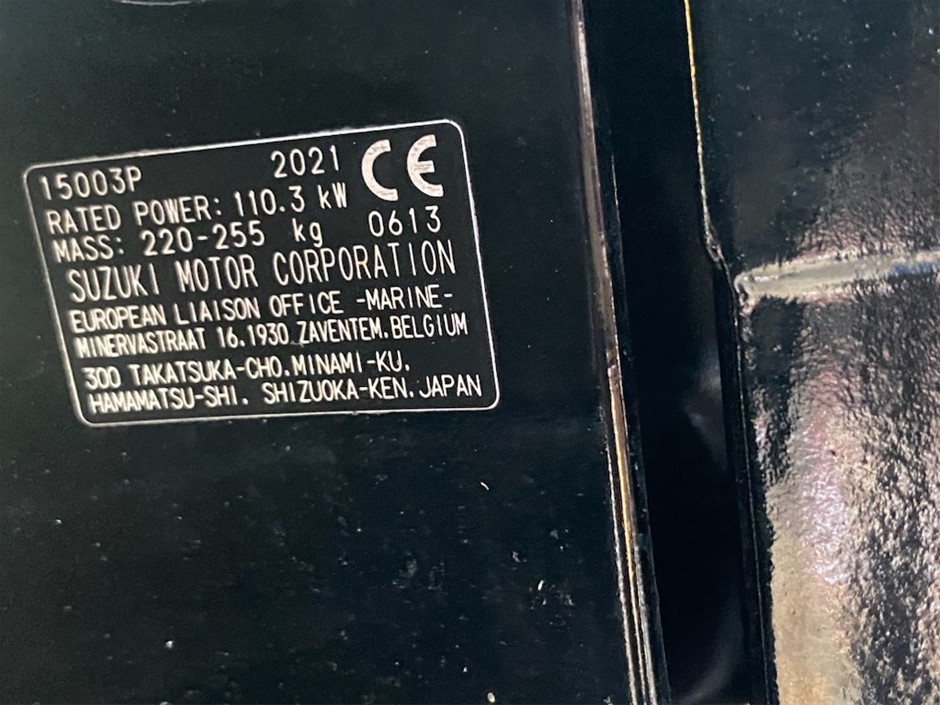 15003P 2021 CE
RATED POWER: 110.3 kW
MASS: 220-255 kg 0613
SUZUKI MOTOR CORPORATION
EUROPEAN LIAISON OFFICE -MARINE-
MINERVASTRAAT 16.1930 ZAVENTEM.BELGIUM
300 TAKATSUKA-CHO.MINAMI-KU.
HAMAMATSU-SHI. SHIZUOKA-KEN.JAPAN